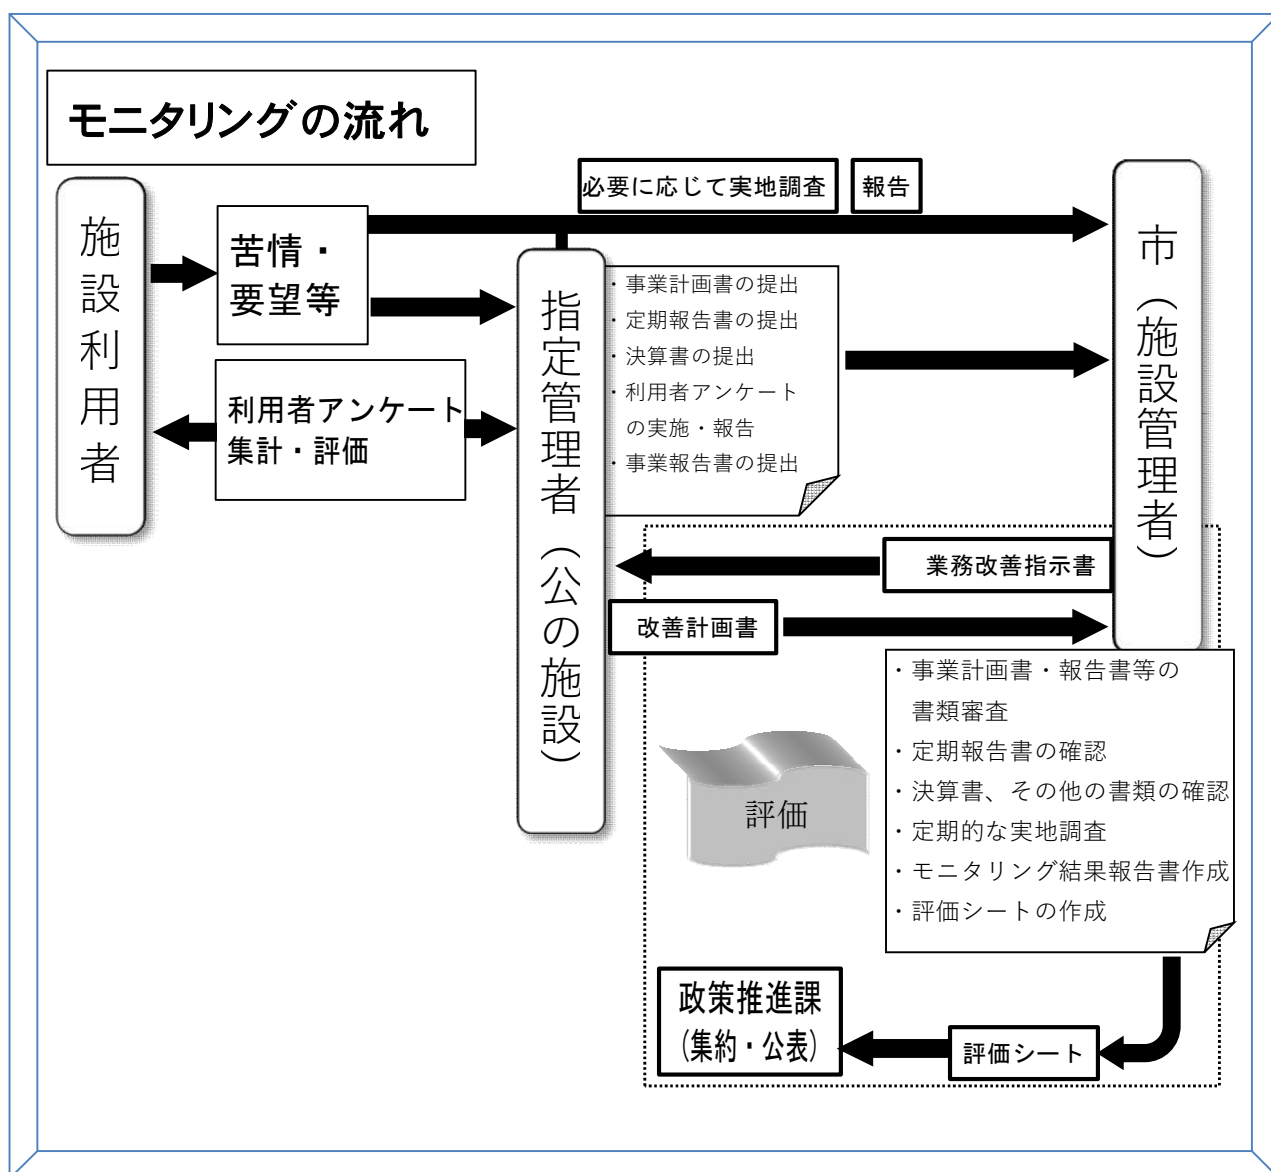 モニタリングの流れ
必要に応じて実地調査
報告
施設利用者
苦情・
要望等
利用者アンケート
集計・評価
指定管理者（公の施設）
・事業計画書の提出
・定期報告書の提出
・決算書の提出
・利用者アンケート
の実施・報告
・事業報告書の提出
市（施設管理者）
業務改善指示書
改善計画書
・事業計画書・報告書等の
書類審査
・定期報告書の確認
・決算書、その他の書類の確認
・定期的な実地調査
・モニタリング結果報告書作成
・評価シートの作成
評価
政策推進課
（集約・公表）
評価シート